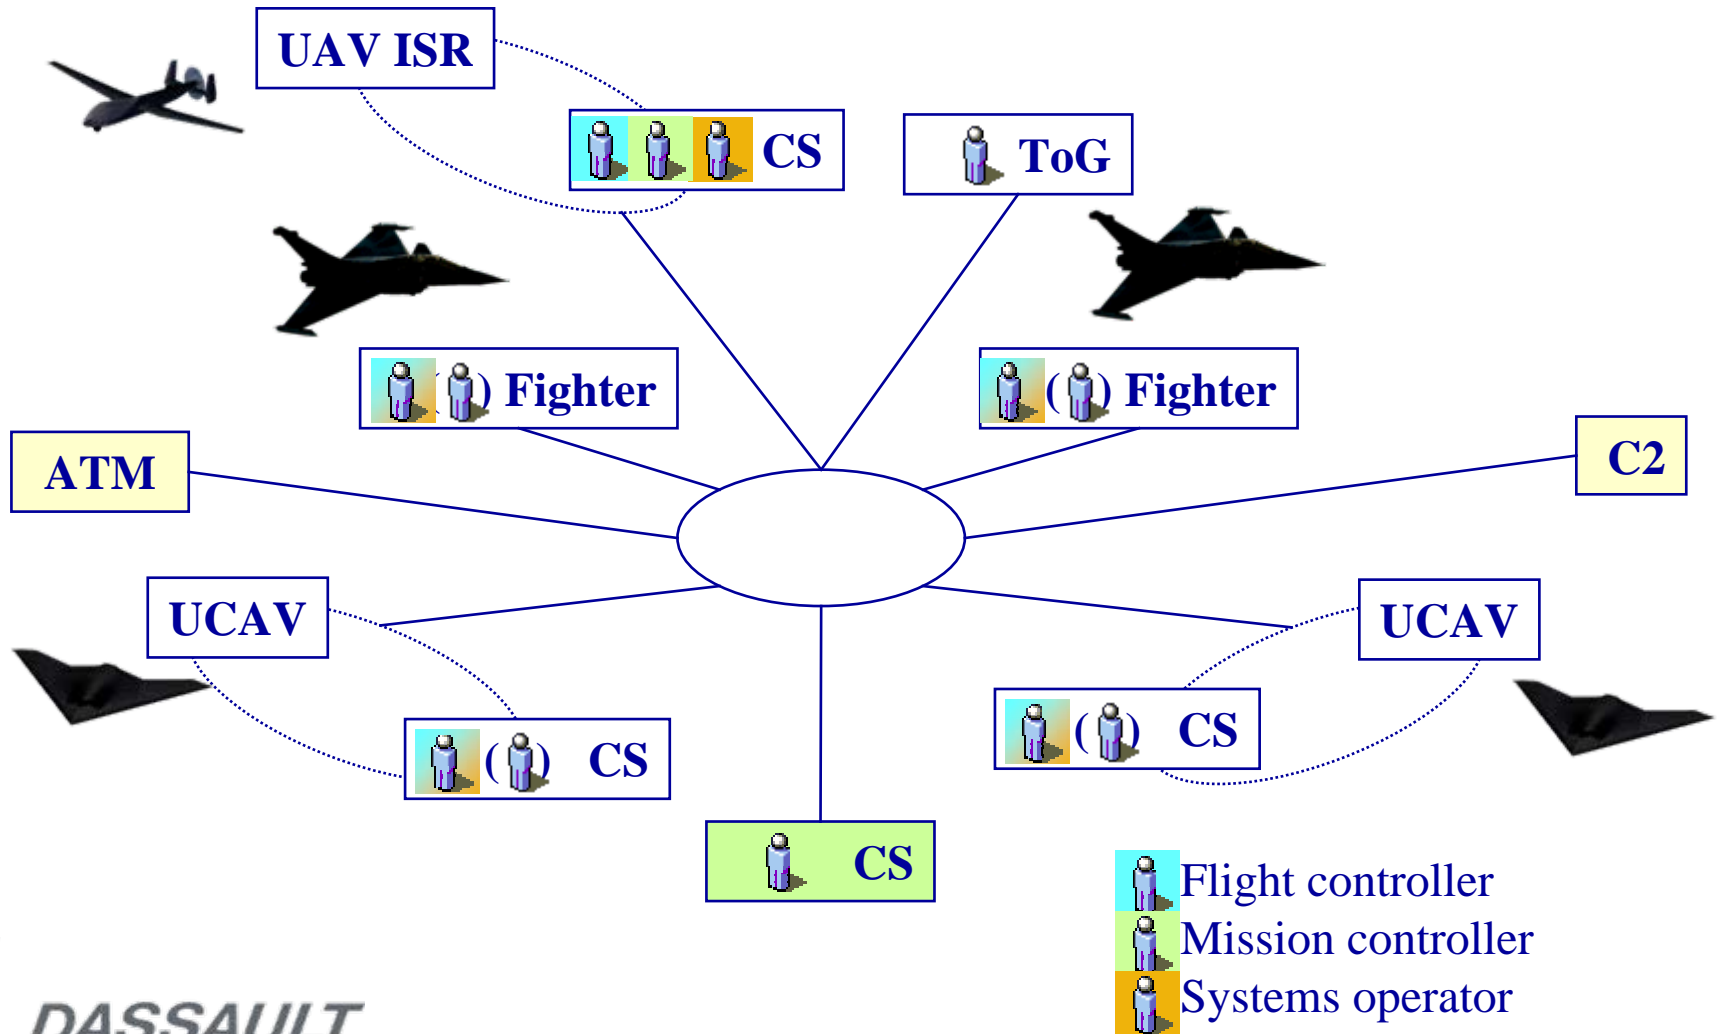 UAV ISR
CS
ToG
( ) Fighter
( ) Fighter
ATM
C2
UCAV
UCAV
( ) CS
( ) CS
CS
Flight controller
Mission controller
Systems operator
DASSAULT